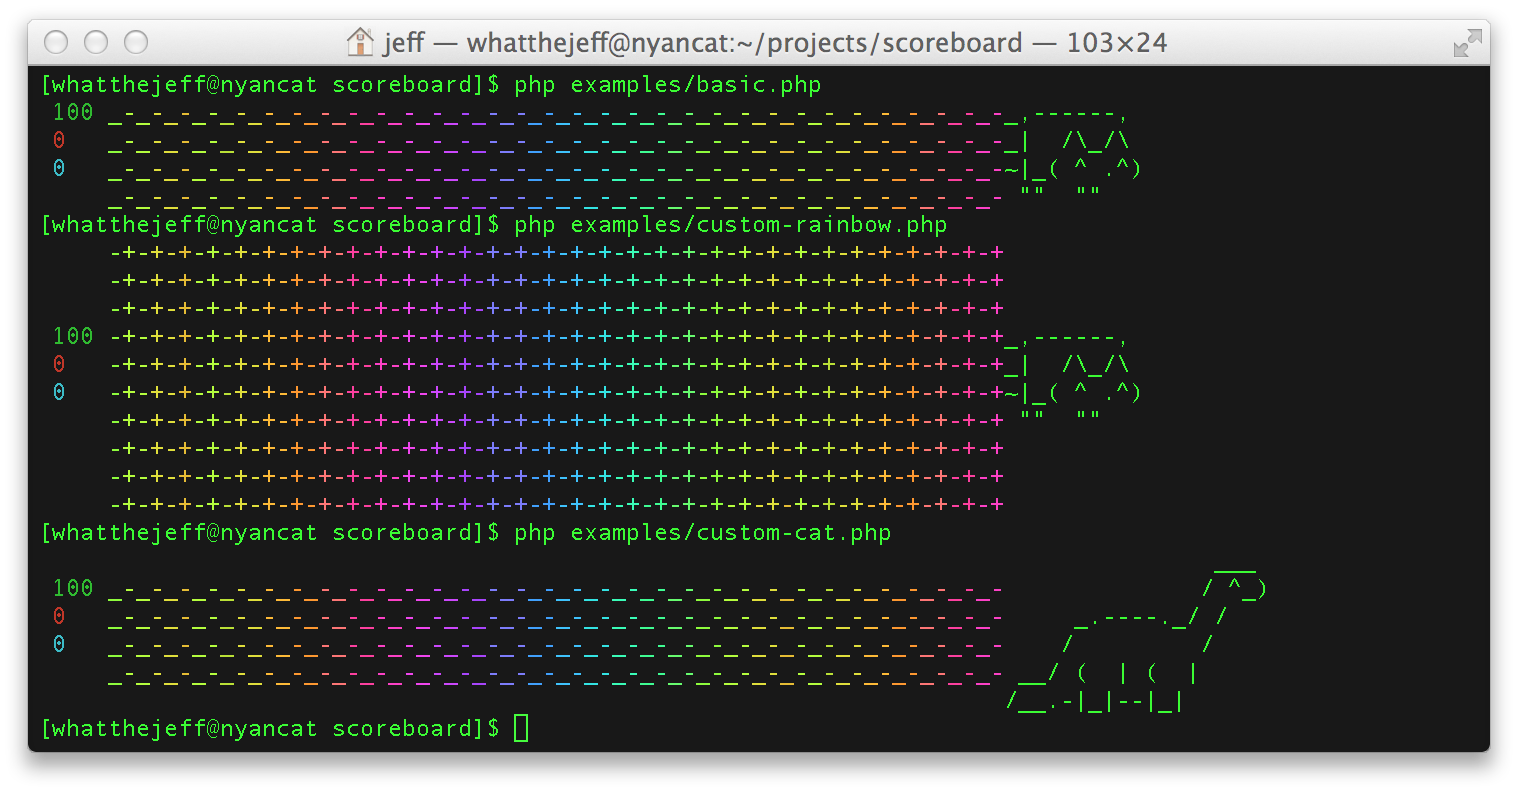 jeff — whatthejeff@nyancat:~/projects/scoreboard — 103×24
[whatthejeff@nyancat scoreboard]$ php examples/basic.php
 100 _-_-_-_-_-_-_-_-_-_-_-_-_-_-_-_-_-_-_-_-_-_-_-_-_-_-_-_-_-_-_-_-_,------,
 0   _-_-_-_-_-_-_-_-_-_-_-_-_-_-_-_-_-_-_-_-_-_-_-_-_-_-_-_-_-_-_-_-_|  /\_/\
 0   _-_-_-_-_-_-_-_-_-_-_-_-_-_-_-_-_-_-_-_-_-_-_-_-_-_-_-_-_-_-_-_-~|_( ^ .^)
     _-_-_-_-_-_-_-_-_-_-_-_-_-_-_-_-_-_-_-_-_-_-_-_-_-_-_-_-_-_-_-_- ""  ""
[whatthejeff@nyancat scoreboard]$ php examples/custom-rainbow.php
     -+-+-+-+-+-+-+-+-+-+-+-+-+-+-+-+-+-+-+-+-+-+-+-+-+-+-+-+-+-+-+-+
     -+-+-+-+-+-+-+-+-+-+-+-+-+-+-+-+-+-+-+-+-+-+-+-+-+-+-+-+-+-+-+-+
     -+-+-+-+-+-+-+-+-+-+-+-+-+-+-+-+-+-+-+-+-+-+-+-+-+-+-+-+-+-+-+-+
 100 -+-+-+-+-+-+-+-+-+-+-+-+-+-+-+-+-+-+-+-+-+-+-+-+-+-+-+-+-+-+-+-+_,------,
 0   -+-+-+-+-+-+-+-+-+-+-+-+-+-+-+-+-+-+-+-+-+-+-+-+-+-+-+-+-+-+-+-+_|  /\_/\
 0   -+-+-+-+-+-+-+-+-+-+-+-+-+-+-+-+-+-+-+-+-+-+-+-+-+-+-+-+-+-+-+-+~|_( ^ .^)
     -+-+-+-+-+-+-+-+-+-+-+-+-+-+-+-+-+-+-+-+-+-+-+-+-+-+-+-+-+-+-+-+ ""  ""
     -+-+-+-+-+-+-+-+-+-+-+-+-+-+-+-+-+-+-+-+-+-+-+-+-+-+-+-+-+-+-+-+
     -+-+-+-+-+-+-+-+-+-+-+-+-+-+-+-+-+-+-+-+-+-+-+-+-+-+-+-+-+-+-+-+
     -+-+-+-+-+-+-+-+-+-+-+-+-+-+-+-+-+-+-+-+-+-+-+-+-+-+-+-+-+-+-+-+
[whatthejeff@nyancat scoreboard]$ php examples/custom-cat.php
                                                                                    ___
 100 _-_-_-_-_-_-_-_-_-_-_-_-_-_-_-_-_-_-_-_-_-_-_-_-_-_-_-_-_-_-_-_-              / ^_)
 0   _-_-_-_-_-_-_-_-_-_-_-_-_-_-_-_-_-_-_-_-_-_-_-_-_-_-_-_-_-_-_-_-     _.----._/ /
 0   _-_-_-_-_-_-_-_-_-_-_-_-_-_-_-_-_-_-_-_-_-_-_-_-_-_-_-_-_-_-_-_-    /         /
     _-_-_-_-_-_-_-_-_-_-_-_-_-_-_-_-_-_-_-_-_-_-_-_-_-_-_-_-_-_-_-_- __/ (  | (  |
                                                                     /__.-|_|--|_|
[whatthejeff@nyancat scoreboard]$